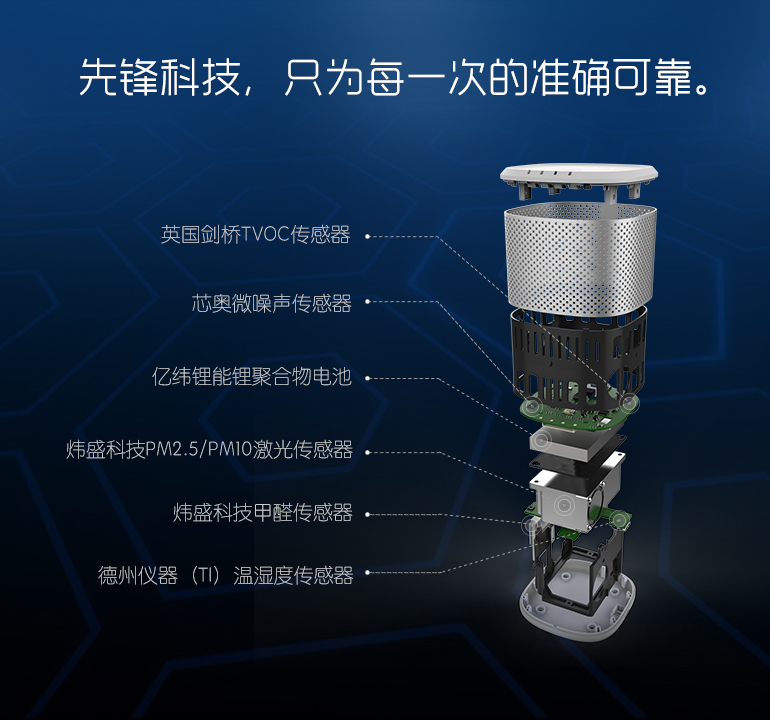 先锋科技，只为每一次的准确可靠。
英国剑桥TVOC传感器
芯奥微噪声传感器
亿纬锂能锂聚合物电池
炜盛科技PM2.5/PM10激光传感器
炜盛科技甲醛传感器
德州仪器（TI）温湿度传感器